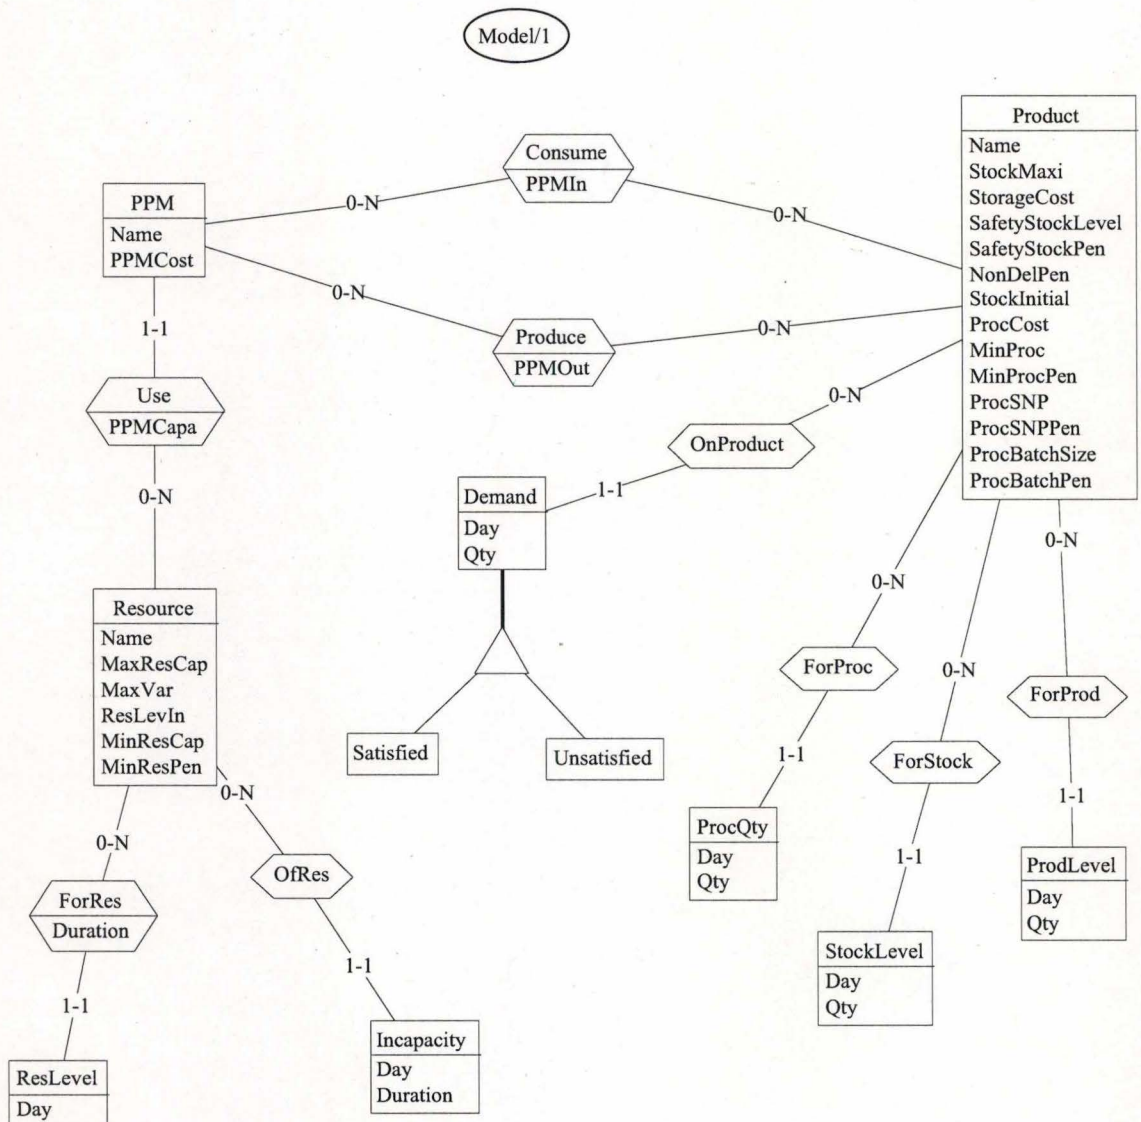 Model/1
Product
Name
StockMaxi
StorageCost
SafetyStockLevel
SafetyStockPen
NonDelPen
StockInitial
ProcCost
MinProc
MinProcPen
ProcSNP
ProcSNPPen
ProcBatchSize
ProcBatchPen
Consume
PPMIn
0-N
0-N
PPM
Name
PPMCost
0-N
0-N
Produce
PPMOut
1-1
Use
PPMCapa
0-N
0-N
OnProduct
1-1
Demand
Day
Qty
Satisfied
Unsatisfied
Resource
Name
MaxResCap
MaxVar
ResLevIn
MinResCap
MinResPen
0-N
ForRes
Duration
1-1
ResLevel
Day
0-N
OfRes
1-1
Incapacity
Day
Duration
0-N
ForProc
1-1
ProcQty
Day
Qty
0-N
ForStock
1-1
StockLevel
Day
Qty
0-N
ForProd
1-1
ProdLevel
Day
Qty